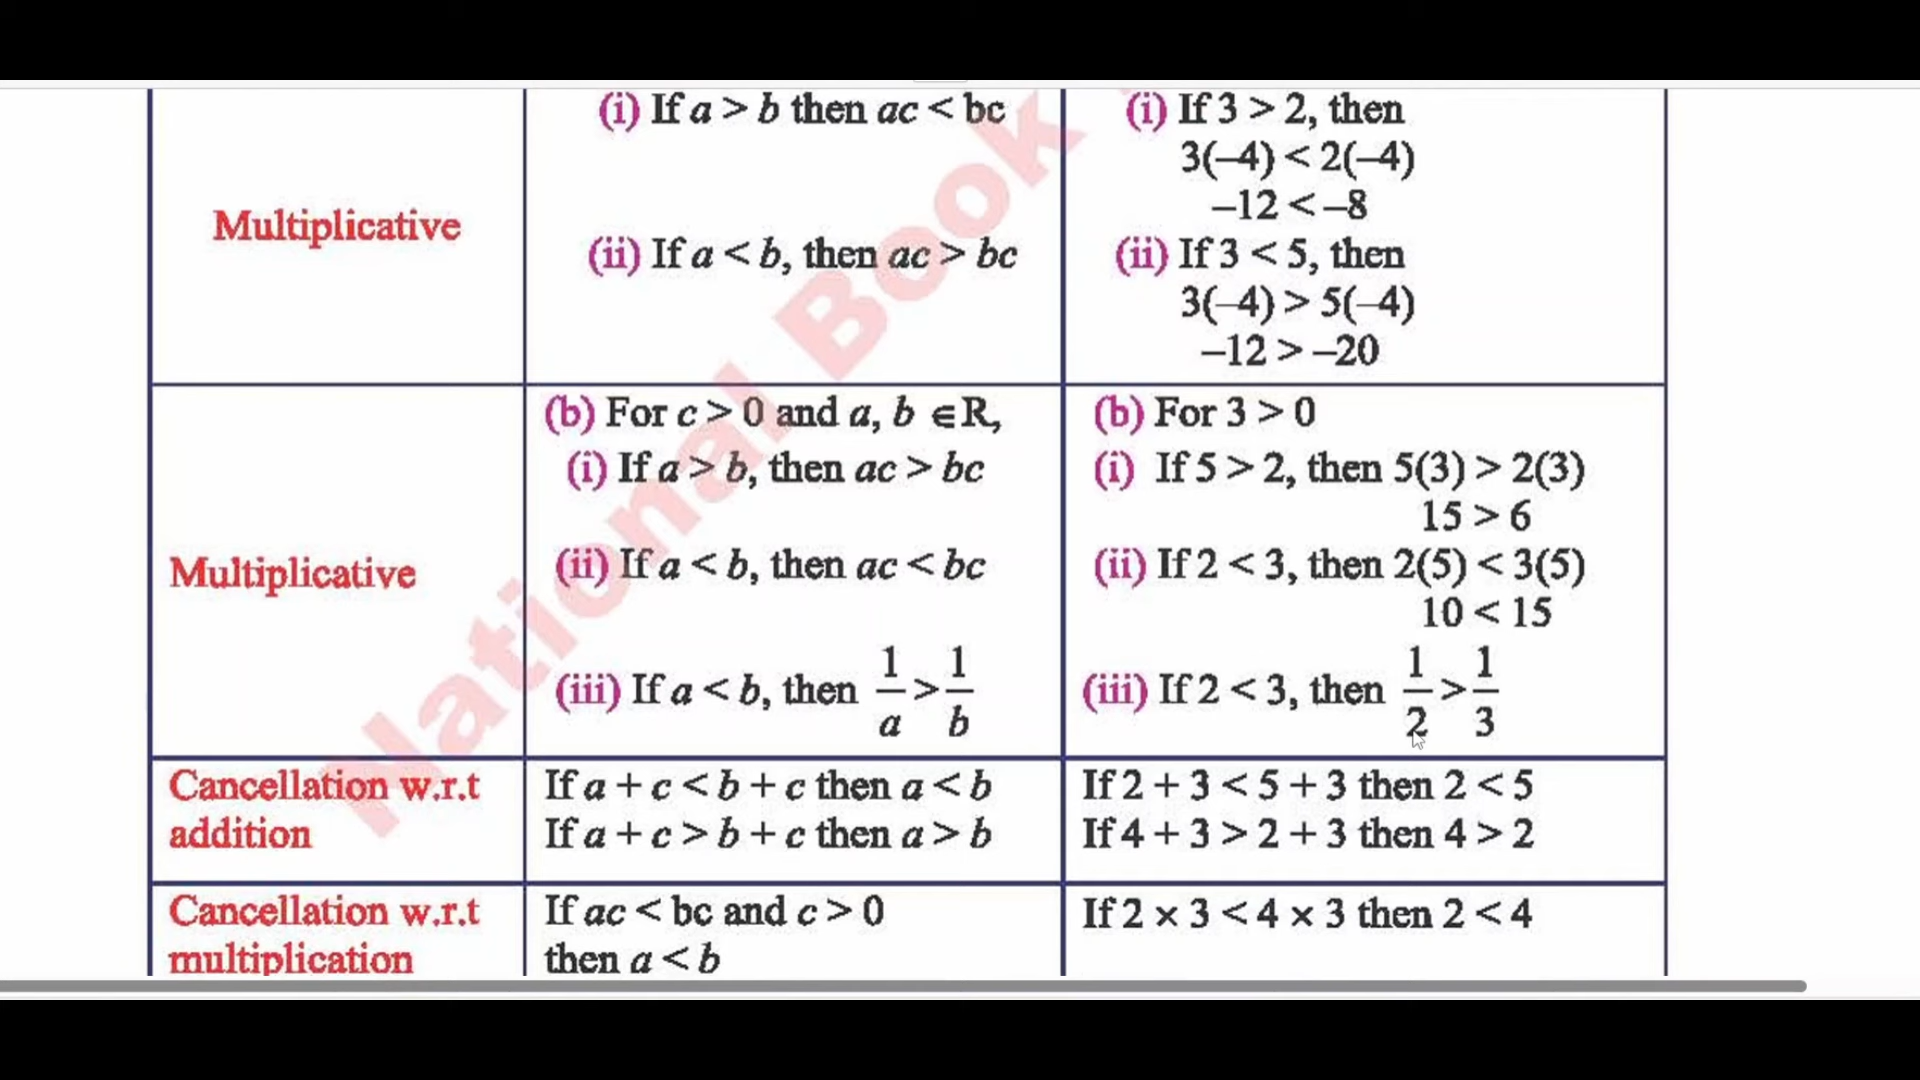 Multiplicative
(i) If a > b then ac < bc
(ii) If a < b, then ac > bc
(i) If 3 > 2, then
3(–4) < 2(–4)
–12 < –8
(ii) If 3 < 5, then
3(–4) > 5(–4)
–12 > –20
Multiplicative
(b) For c > 0 and a, b ∈R,
(i) If a > b, then ac > bc
(ii) If a < b, then ac < bc
(iii) If a < b, then 1/a > 1/b
(b) For 3 > 0
(i) If 5 > 2, then 5(3) > 2(3)
15 > 6
(ii) If 2 < 3, then 2(5) < 3(5)
10 < 15
(iii) If 2 < 3, then 1/2 > 1/3
Cancellation w.r.t
addition
If a + c < b + c then a < b
If a + c > b + c then a > b
If 2 + 3 < 5 + 3 then 2 < 5
If 4 + 3 > 2 + 3 then 4 > 2
Cancellation w.r.t
multiplication
If ac < bc and c > 0
then a < b
If 2 × 3 < 4 × 3 then 2 < 4
National Book